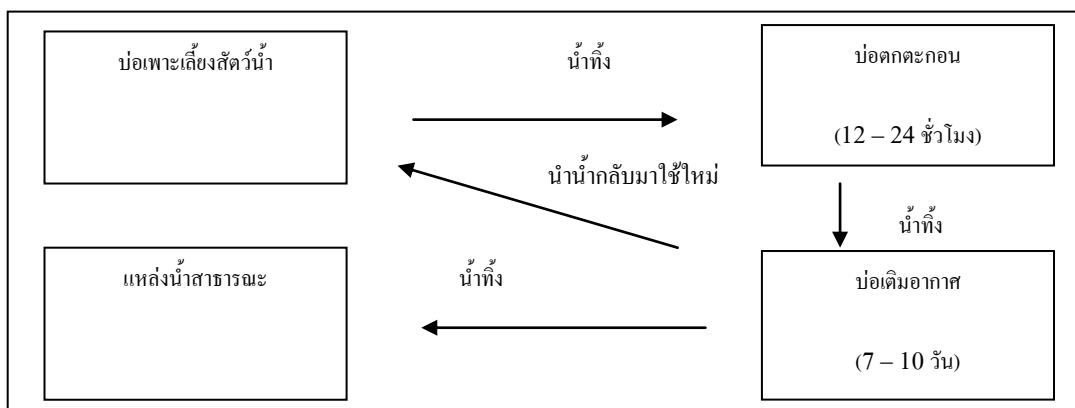 บ่อเพาะเลี้ยงสัตว์น้ำ
น้ำทิ้ง
บ่อตกตะกอน
(12 – 24 ชั่วโมง)
นำน้ำกลับมาใช้ใหม่
น้ำทิ้ง
แหล่งน้ำสาธารณะ
น้ำทิ้ง
บ่อเติมอากาศ
(7 – 10 วัน)